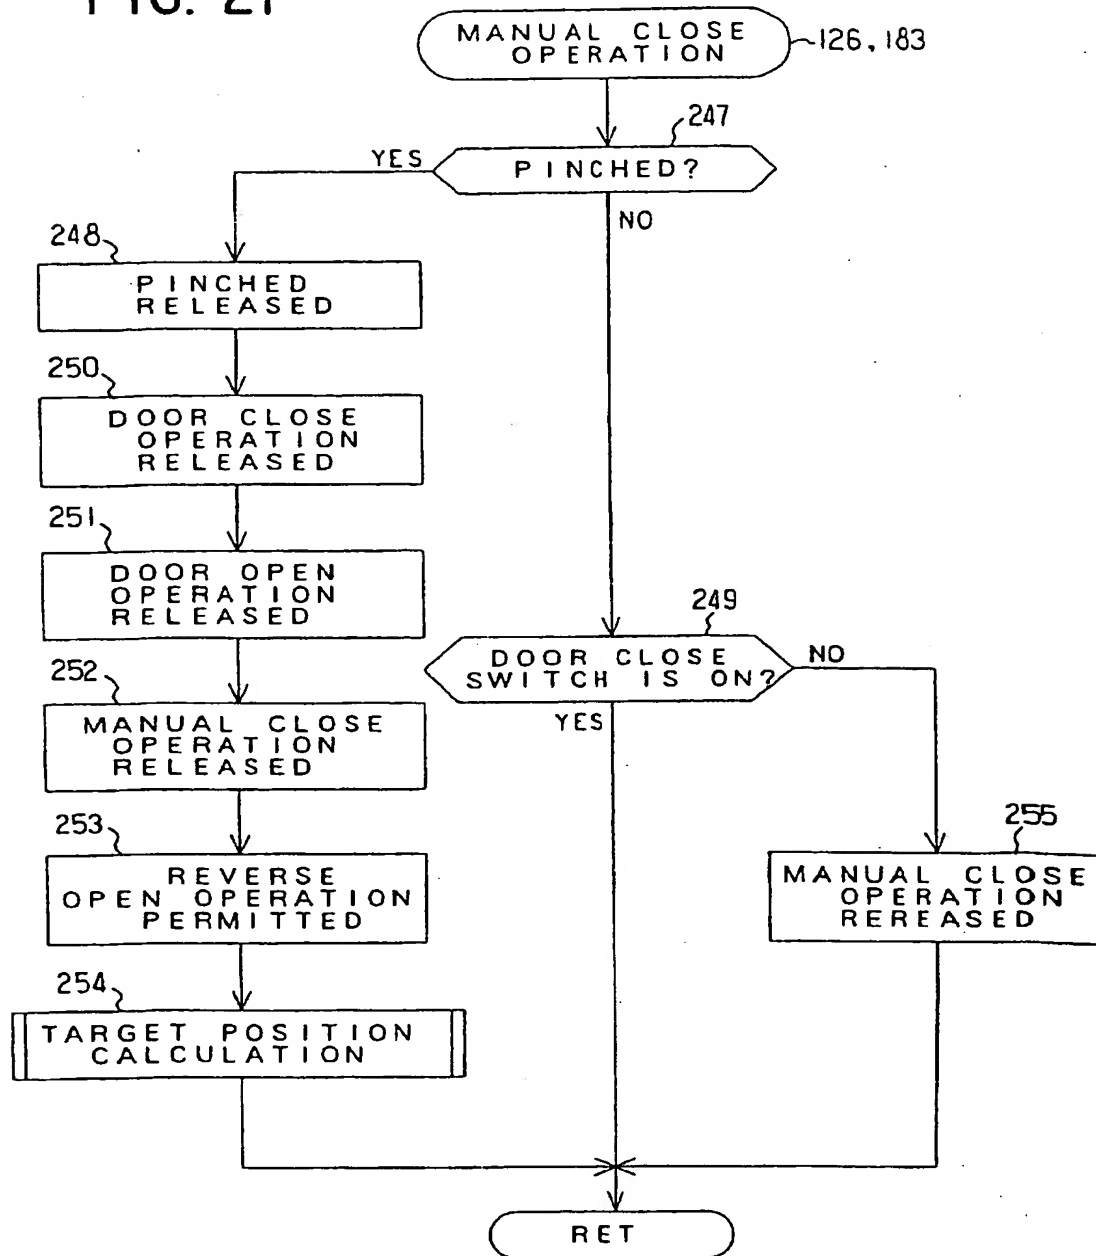 FIG. 21
MANUAL CLOSE
OPERATION
126, 183
247
YES
PINCHED?
NO
248
PINCHED
RELEASED
250
DOOR CLOSE
OPERATION
RELEASED
251
DOOR OPEN
OPERATION
RELEASED
249
DOOR CLOSE
SWITCH IS ON?
NO
YES
252
MANUAL CLOSE
OPERATION
RELEASED
253
REVERSE
OPEN OPERATION
PERMITTED
255
MANUAL CLOSE
OPERATION
REREASED
254
TARGET POSITION
CALCULATION
RET